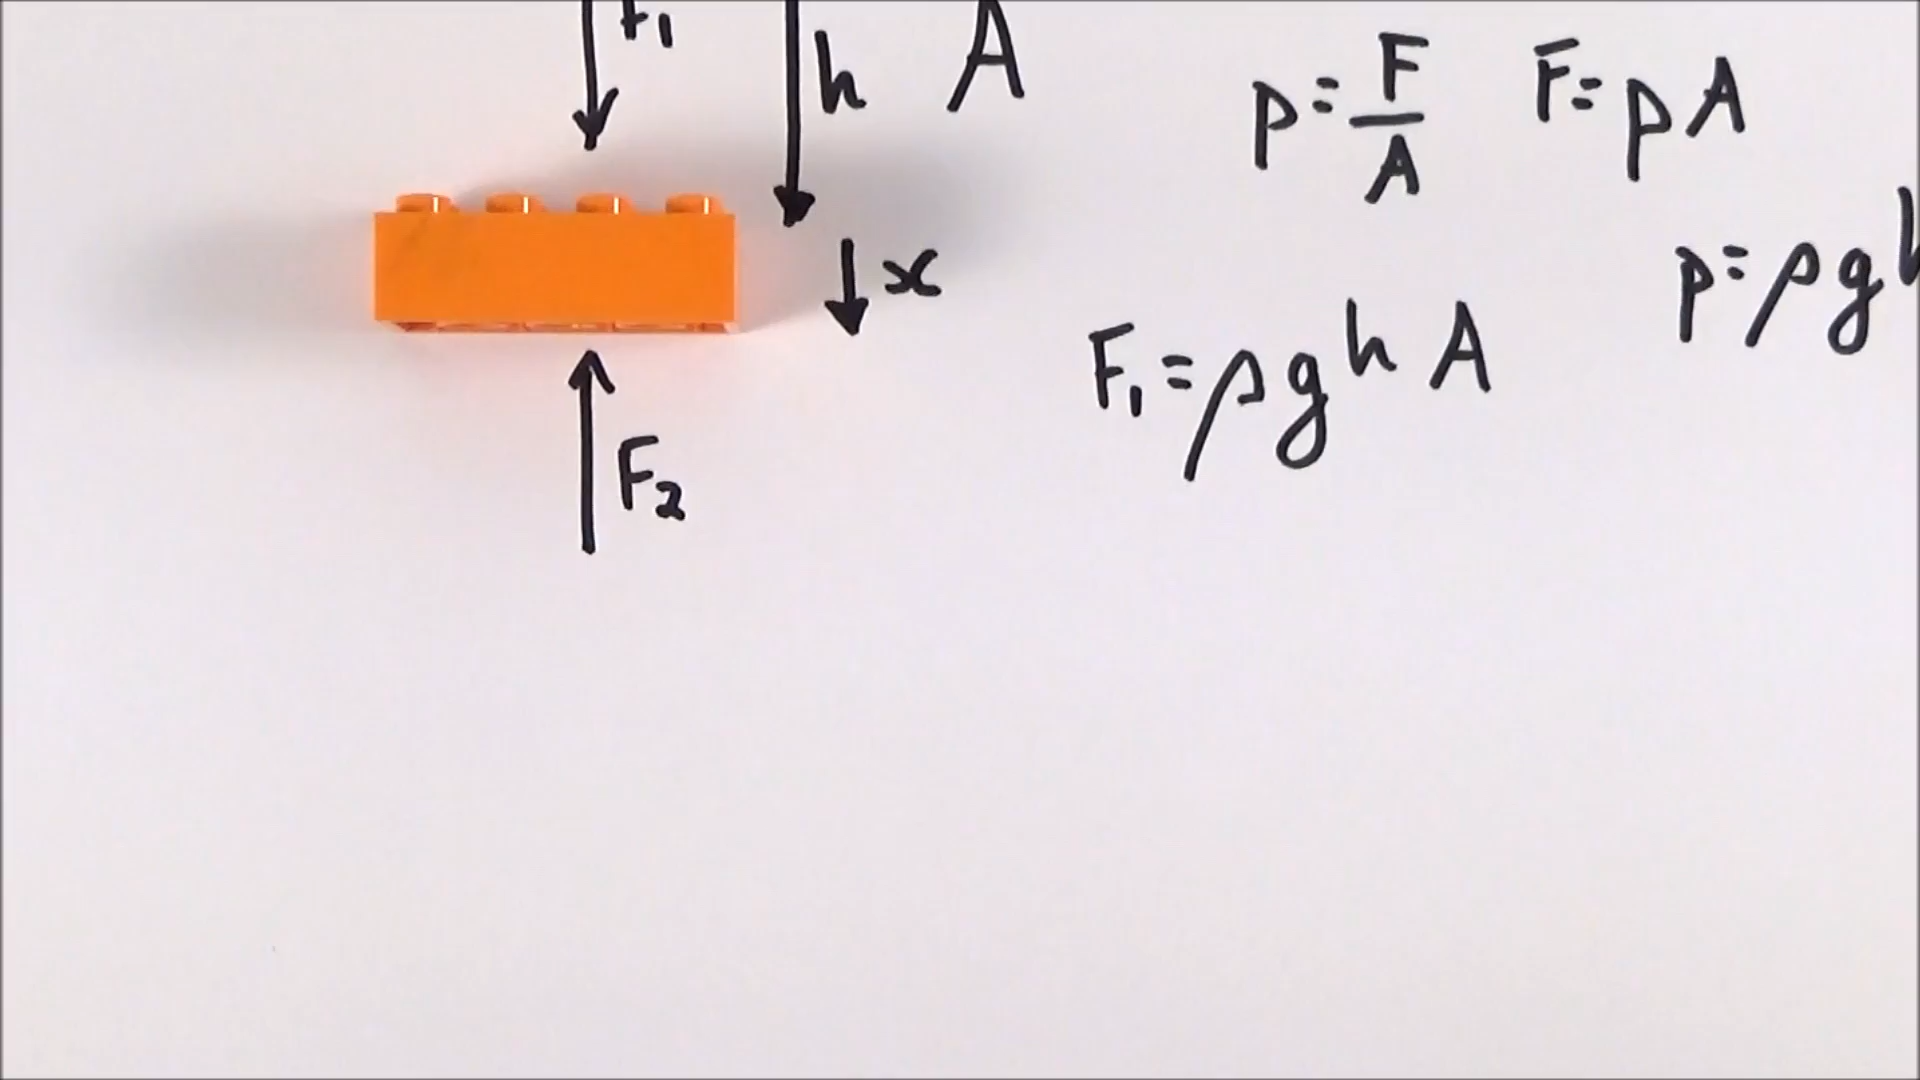 F₁
h
A
p = F/A
F = pA
x
p = ρg
F₁ = ρghA
F₂